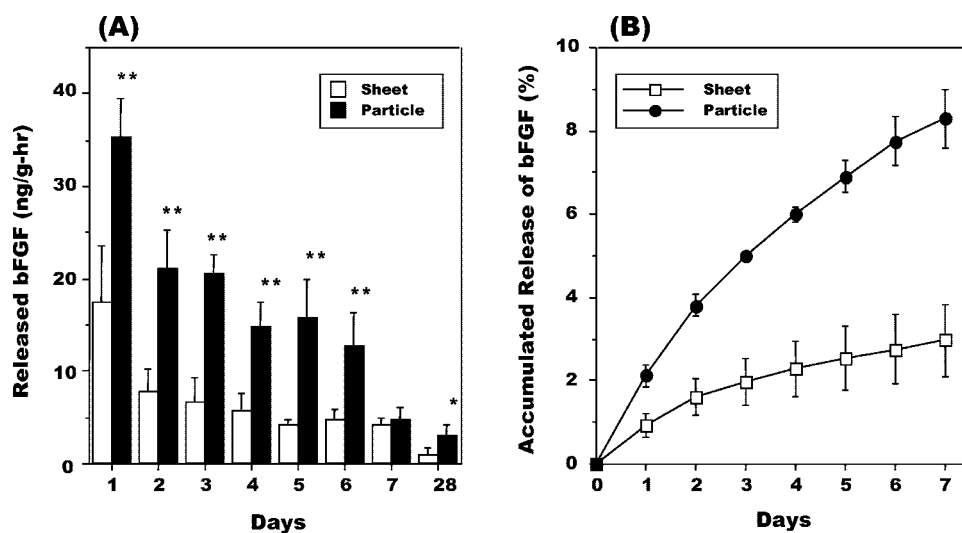 (A)
Released bFGF (ng/g-hr)
40
30
20
10
0
Sheet
Particle
**
**
**
**
**
**
*
1 2 3 4 5 6 7 28
Days
(B)
Accumulated Release of bFGF (%)
10
8
6
4
2
0
Sheet
Particle
0 1 2 3 4 5 6 7
Days